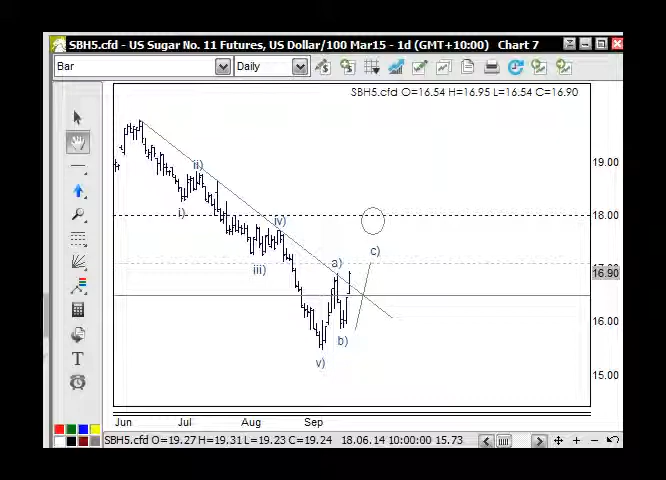 SBH5.cfd - US Sugar No. 11 Futures, US Dollar/100 Mar15 - 1d (GMT+10:00) Chart 7
Bar Daily
SBH5.cfd O=16.54 H=16.95 L=16.54 C=16.90
19.00
ii)
i)
18.00
iv)
c)
iii)
a)
16.90
16.00
b)
v)
15.00
Jun Jul Aug Sep
SBH5.cfd O=19.27 H=19.31 L=19.23 C=19.24 18.06.14 10:00:00 15.73
T